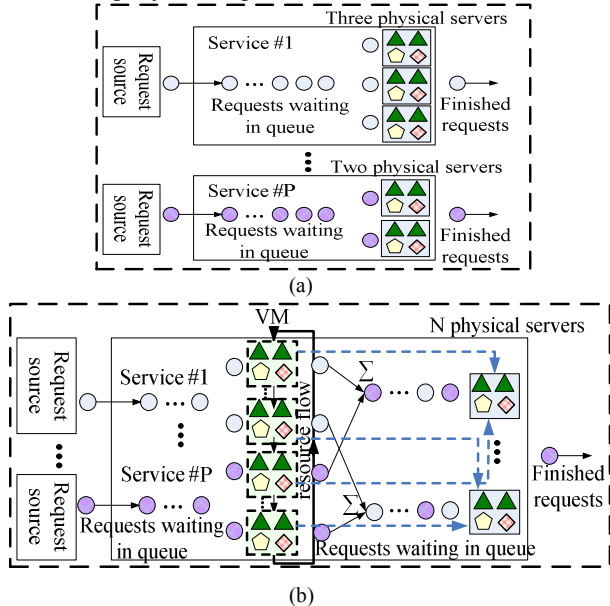 Three physical servers
Service #1
Request
source
Requests waiting
in queue
Finished
requests
Two physical servers
Service #P
Request
source
Requests waiting
in queue
Finished
requests
(a)
VM
N physical servers
Request
source
Service #1
Σ
resource flow
Service #P
Request
source
Requests waiting
in queue
Σ
Requests waiting in queue
Finished
requests
(b)